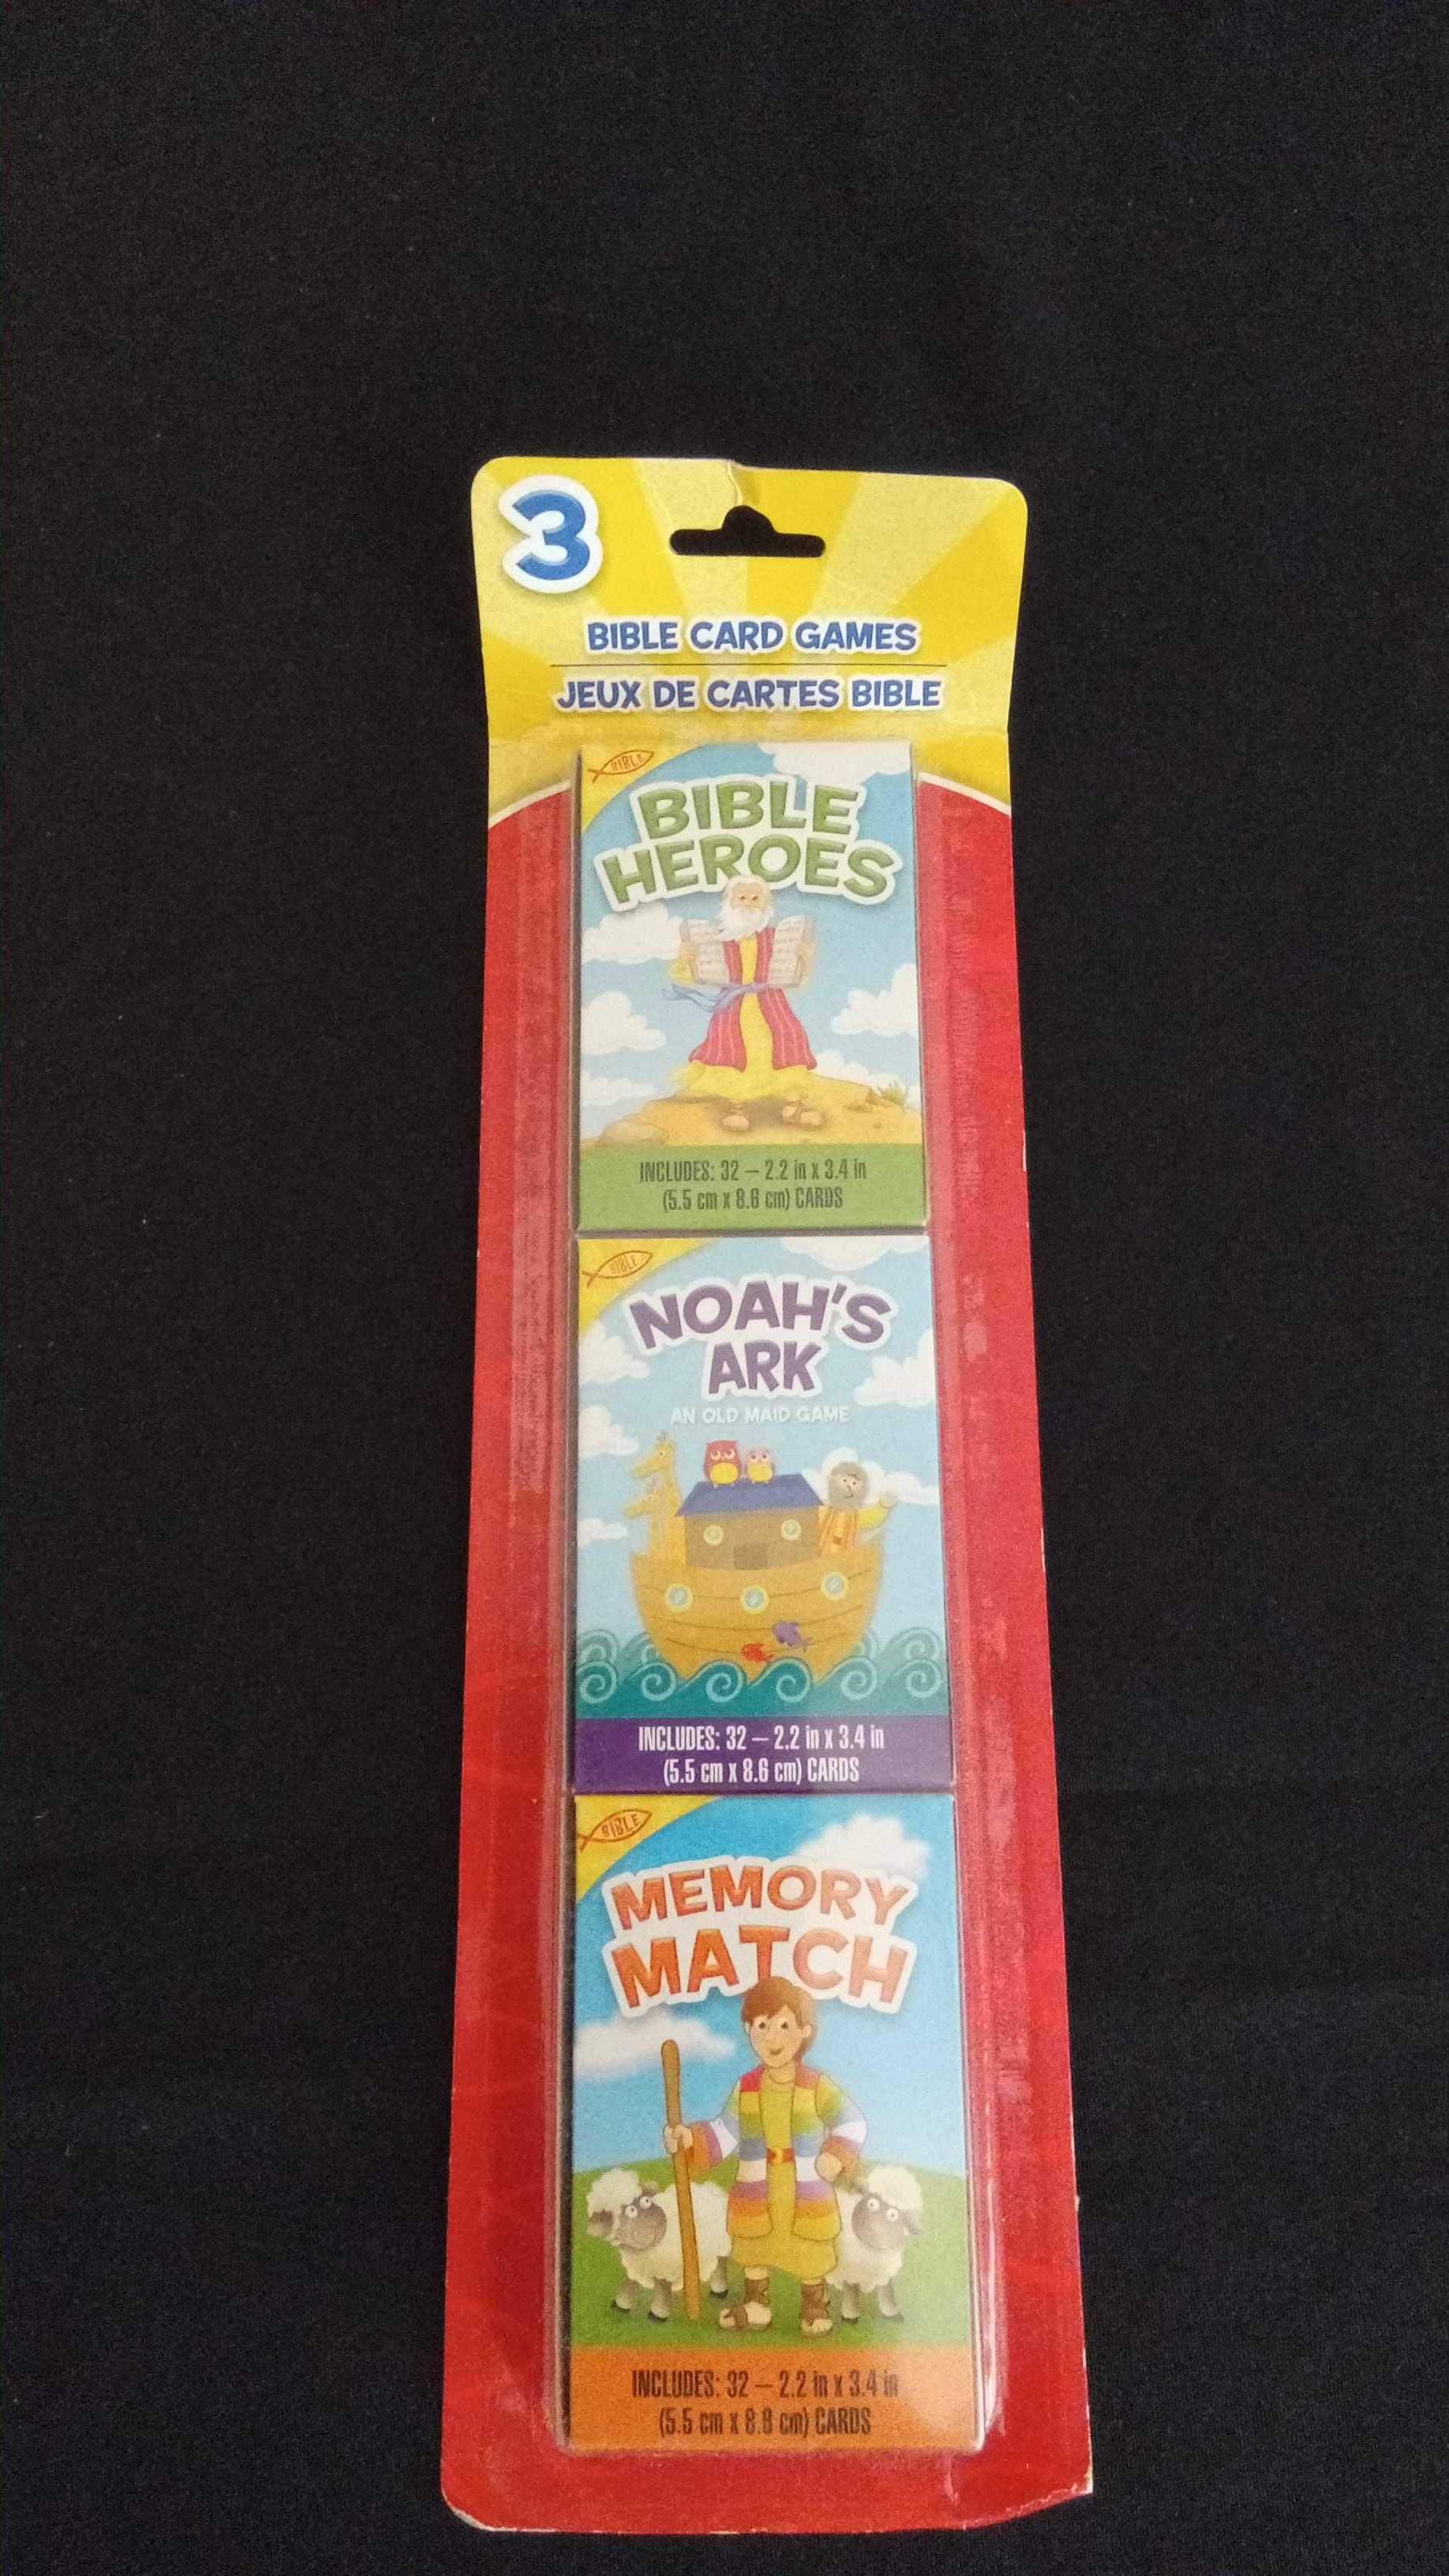 3
BIBLE CARD GAMES
JEUX DE CARTES BIBLE
BIBLE
BIBLE
HEROES
INCLUDES: 32 – 2.2 in x 3.4 in
(5.5 cm x 8.6 cm) CARDS
BIBLE
NOAH'S
ARK
AN OLD MAID GAME
INCLUDES: 32 – 2.2 in x 3.4 in
(5.5 cm x 8.6 cm) CARDS
BIBLE
MEMORY
MATCH
INCLUDES: 32 – 2.2 in x 3.4 in
(5.5 cm x 8.6 cm) CARDS